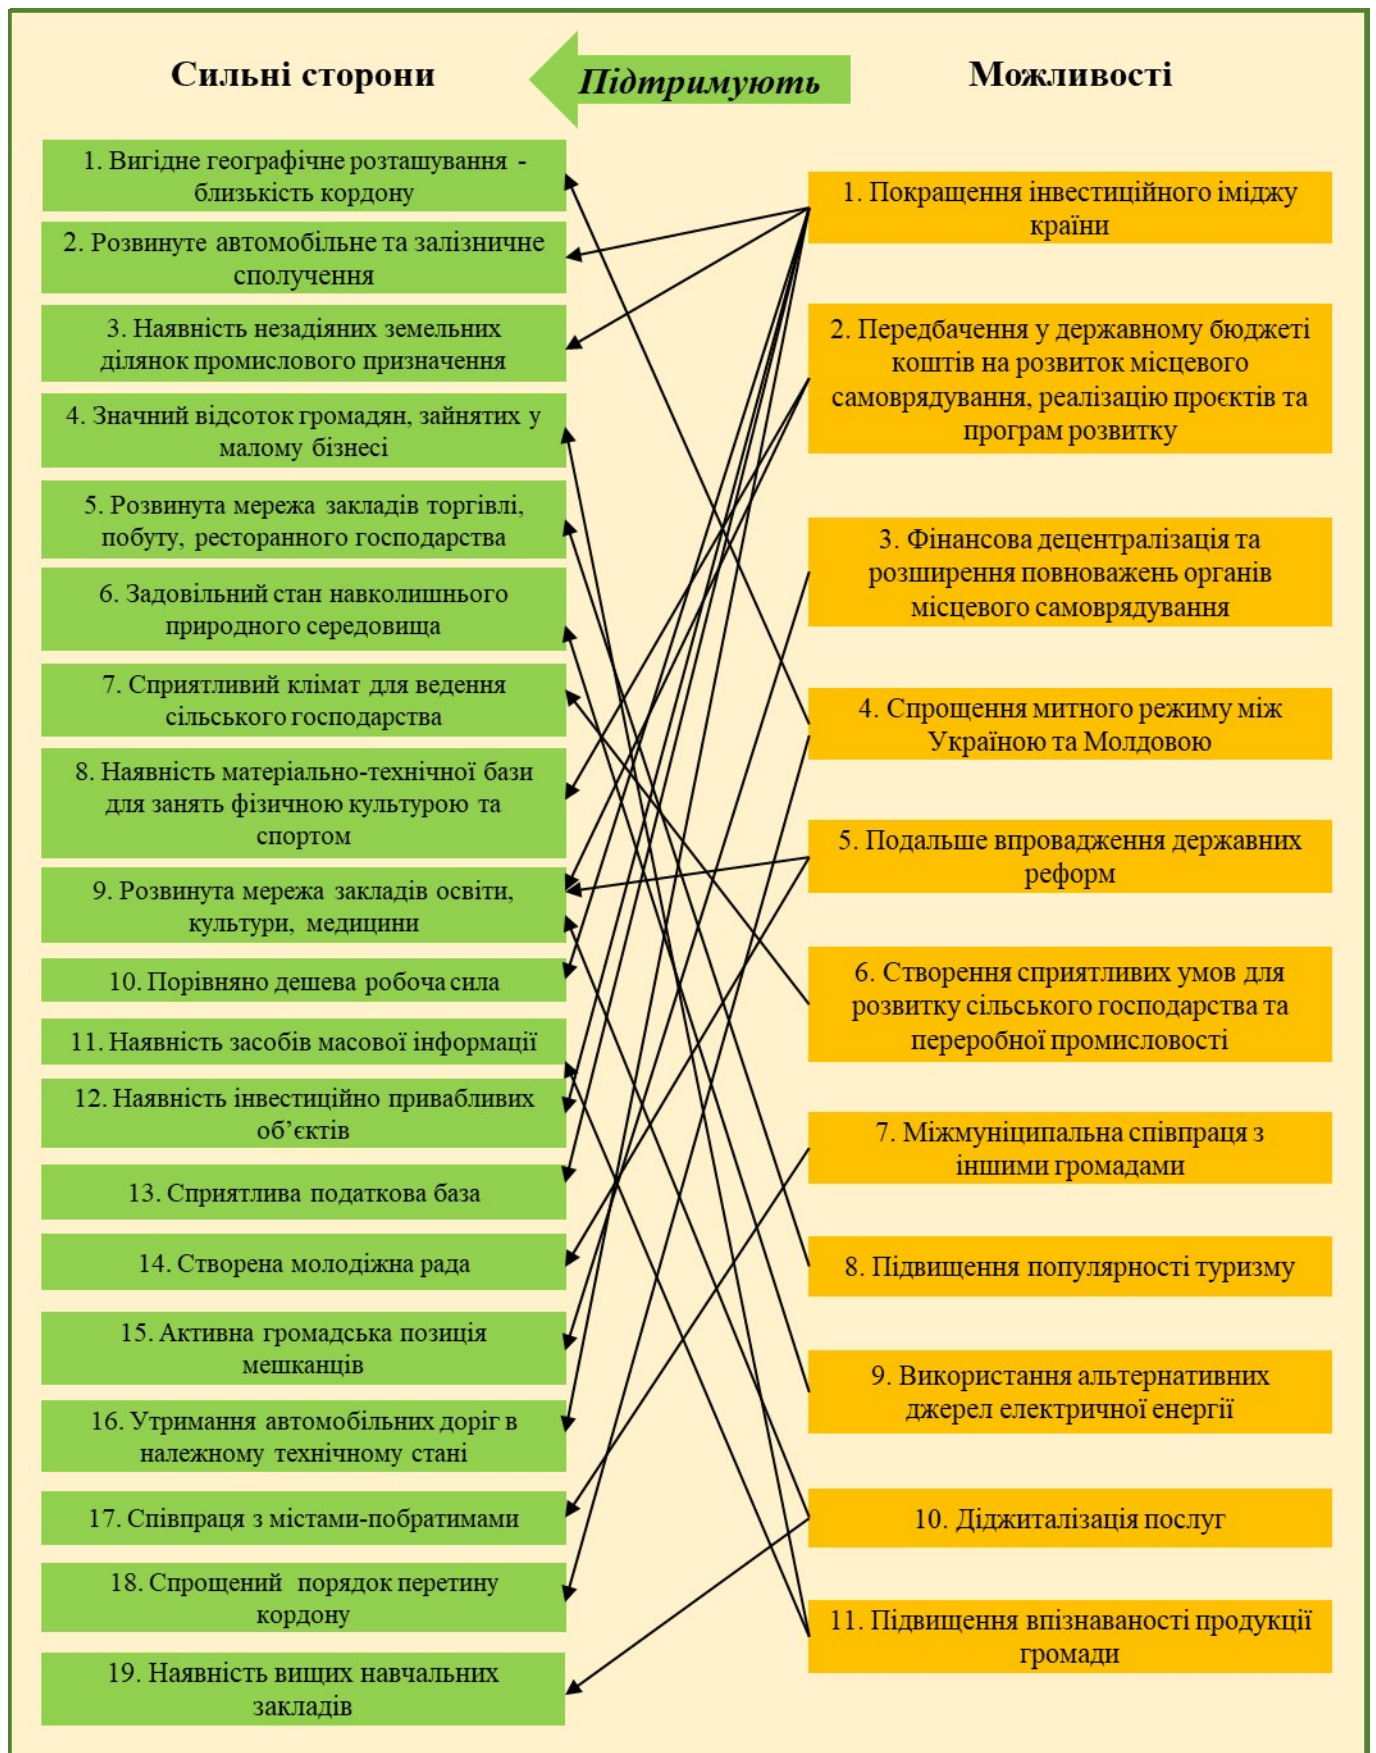 Сильні сторони
Підтримують
Можливості
1. Вигідне географічне розташування -
близькість кордону
2. Розвинуте автомобільне та залізничне
сполучення
3. Наявність незадіяних земельних
ділянок промислового призначення
4. Значний відсоток громадян, зайнятих у
малому бізнесі
5. Розвинута мережа закладів торгівлі,
побуту, ресторанного господарства
6. Задовільний стан навколишнього
природного середовища
7. Сприятливий клімат для ведення
сільського господарства
8. Наявність матеріально-технічної бази
для занять фізичною культурою та
спортом
9. Розвинута мережа закладів освіти,
культури, медицини
10. Порівняно дешева робоча сила
11. Наявність засобів масової інформації
12. Наявність інвестиційно привабливих
об’єктів
13. Сприятлива податкова база
14. Створена молодіжна рада
15. Активна громадська позиція
мешканців
16. Утримання автомобільних доріг в
належному технічному стані
17. Співпраця з містами-побратимами
18. Спрощений порядок перетину
кордону
19. Наявність вищих навчальних
закладів
1. Покращення інвестиційного іміджу
країни
2. Передбачення у державному бюджеті
коштів на розвиток місцевого
самоврядування, реалізацію проєктів та
програм розвитку
3. Фінансова децентралізація та
розширення повноважень органів
місцевого самоврядування
4. Спрощення митного режиму між
Україною та Молдовою
5. Подальше впровадження державних
реформ
6. Створення сприятливих умов для
розвитку сільського господарства та
переробної промисловості
7. Міжмуніципальна співпраця з
іншими громадами
8. Підвищення популярності туризму
9. Використання альтернативних
джерел електричної енергії
10. Діджиталізація послуг
11. Підвищення впізнаваності продукції
громади